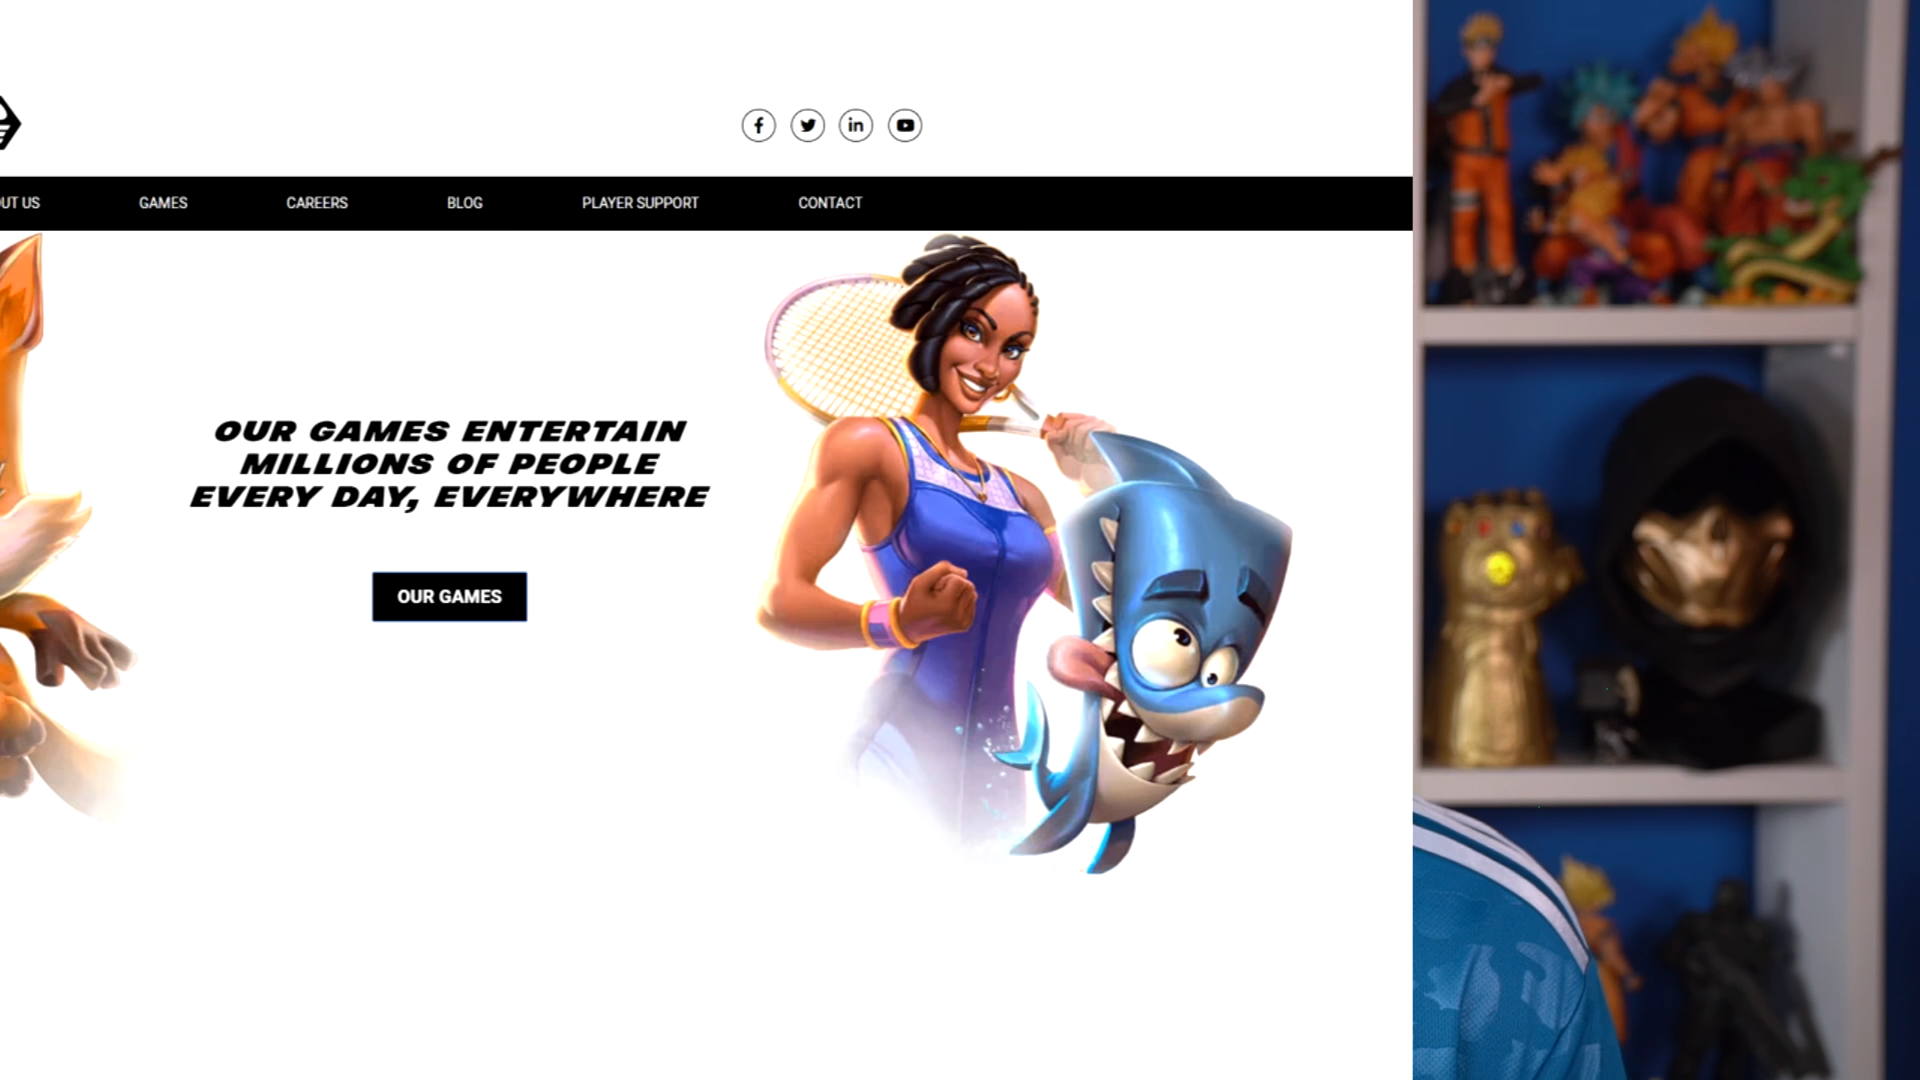 UT US
GAMES
CAREERS
BLOG
PLAYER SUPPORT
CONTACT
OUR GAMES ENTERTAIN
MILLIONS OF PEOPLE
EVERY DAY, EVERYWHERE
OUR GAMES